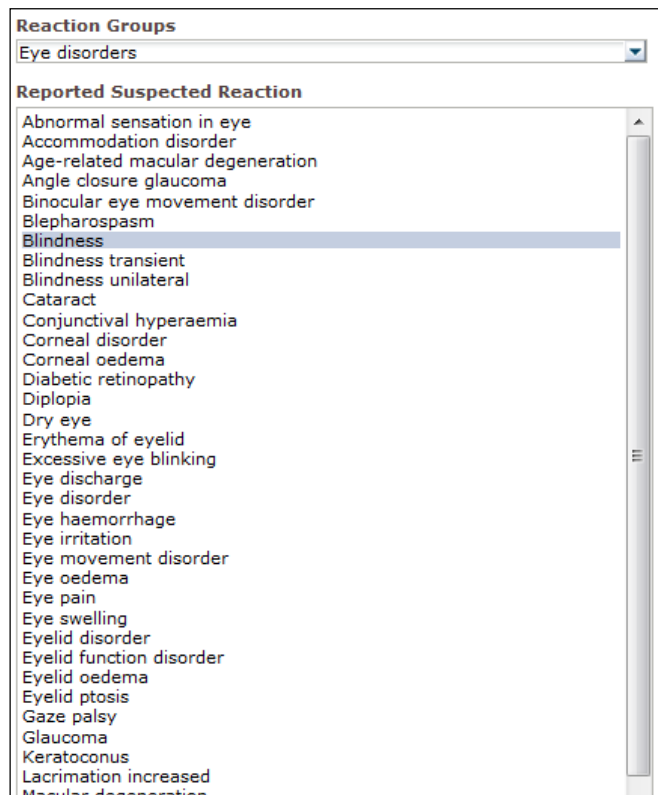 Reaction Groups
Eye disorders
Reported Suspected Reaction
Abnormal sensation in eye
Accommodation disorder
Age-related macular degeneration
Angle closure glaucoma
Binocular eye movement disorder
Blepharospasm
Blindness
Blindness transient
Blindness unilateral
Cataract
Conjunctival hyperaemia
Corneal disorder
Corneal oedema
Diabetic retinopathy
Diplopia
Dry eye
Erythema of eyelid
Excessive eye blinking
Eye discharge
Eye disorder
Eye haemorrhage
Eye irritation
Eye movement disorder
Eye oedema
Eye pain
Eye swelling
Eyelid disorder
Eyelid function disorder
Eyelid oedema
Eyelid ptosis
Gaze palsy
Glaucoma
Keratoconus
Lacrimation increased
Macular degeneration